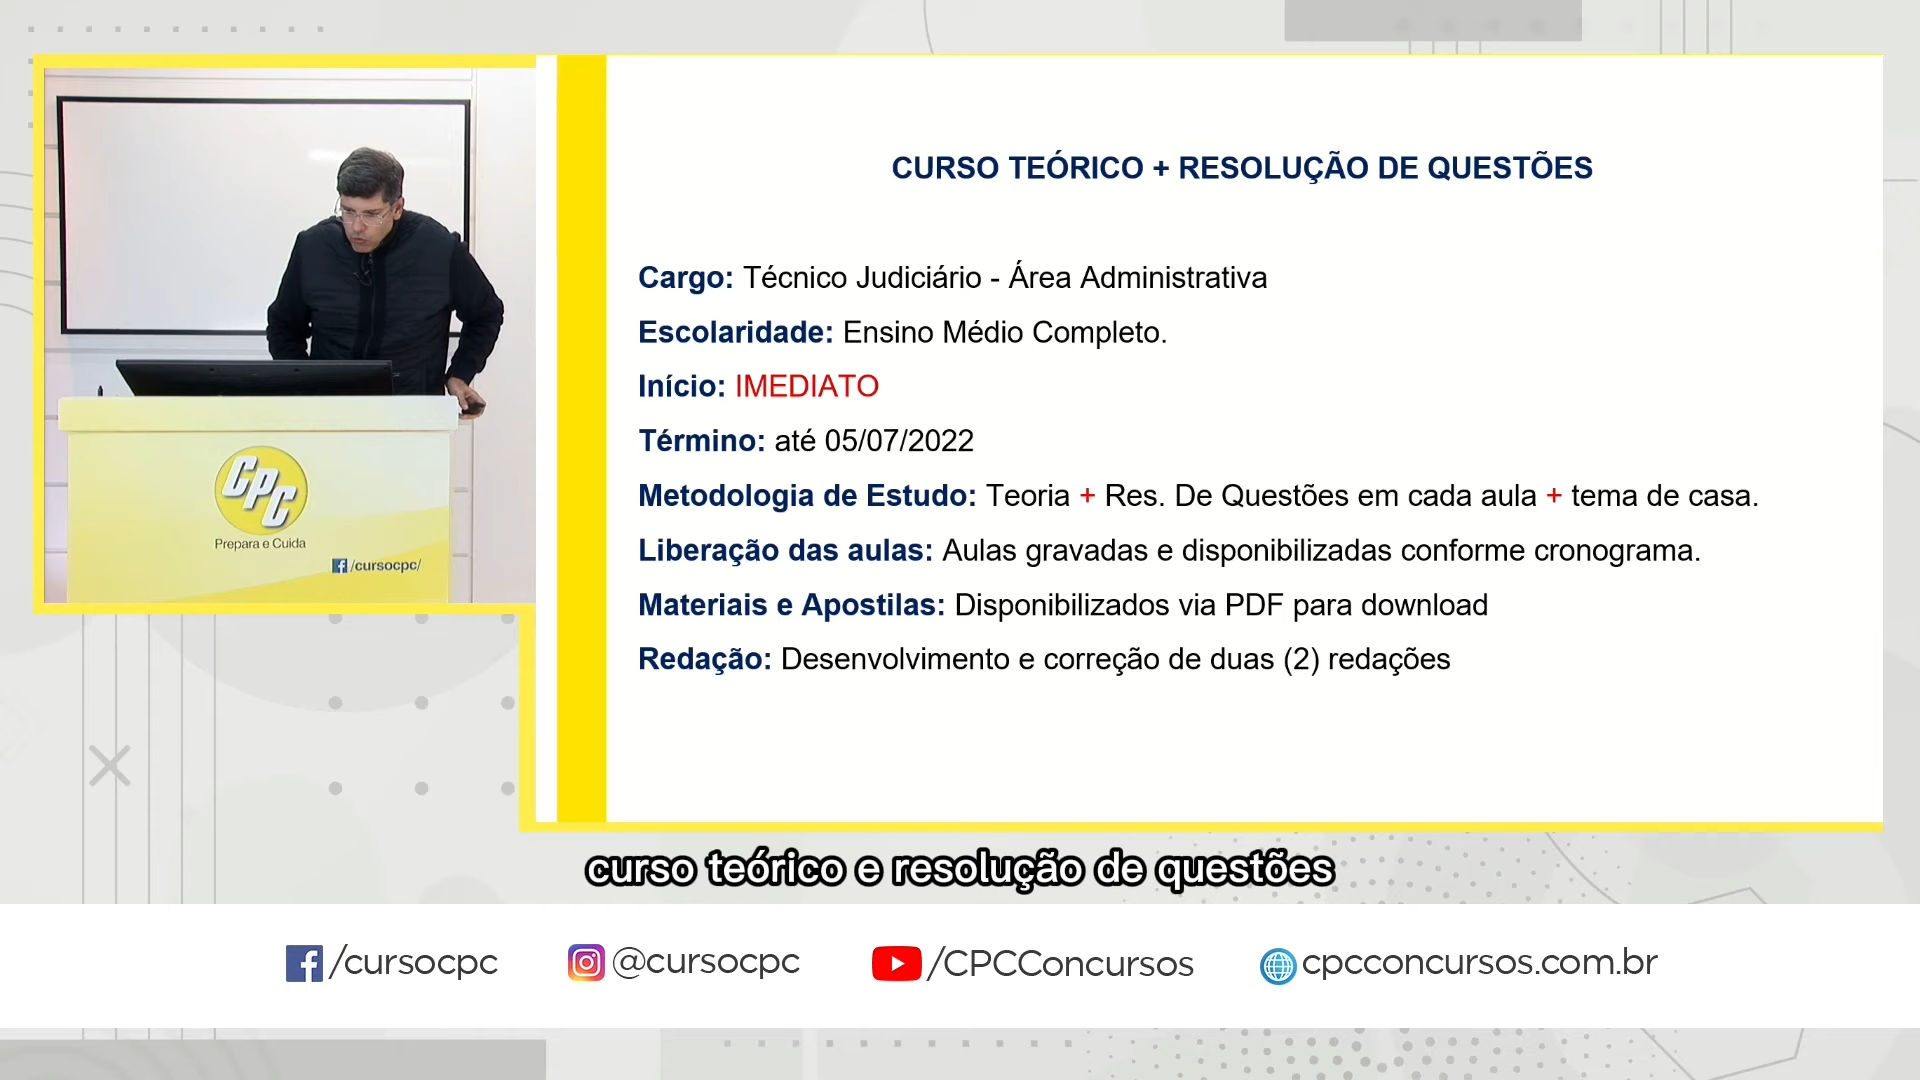 CURSO TEÓRICO + RESOLUÇÃO DE QUESTÕES
Cargo: Técnico Judiciário - Área Administrativa
Escolaridade: Ensino Médio Completo.
Início: IMEDIATO
Término: até 05/07/2022
Metodologia de Estudo: Teoria + Res. De Questões em cada aula + tema de casa.
Liberação das aulas: Aulas gravadas e disponibilizadas conforme cronograma.
Materiais e Apostilas: Disponibilizados via PDF para download
Redação: Desenvolvimento e correção de duas (2) redações
CPC
Prepara e Cuida
/cursocpc/
curso teórico e resolução de questões
/cursocpc
@cursocpc
/CPCConcursos
cpcconcursos.com.br